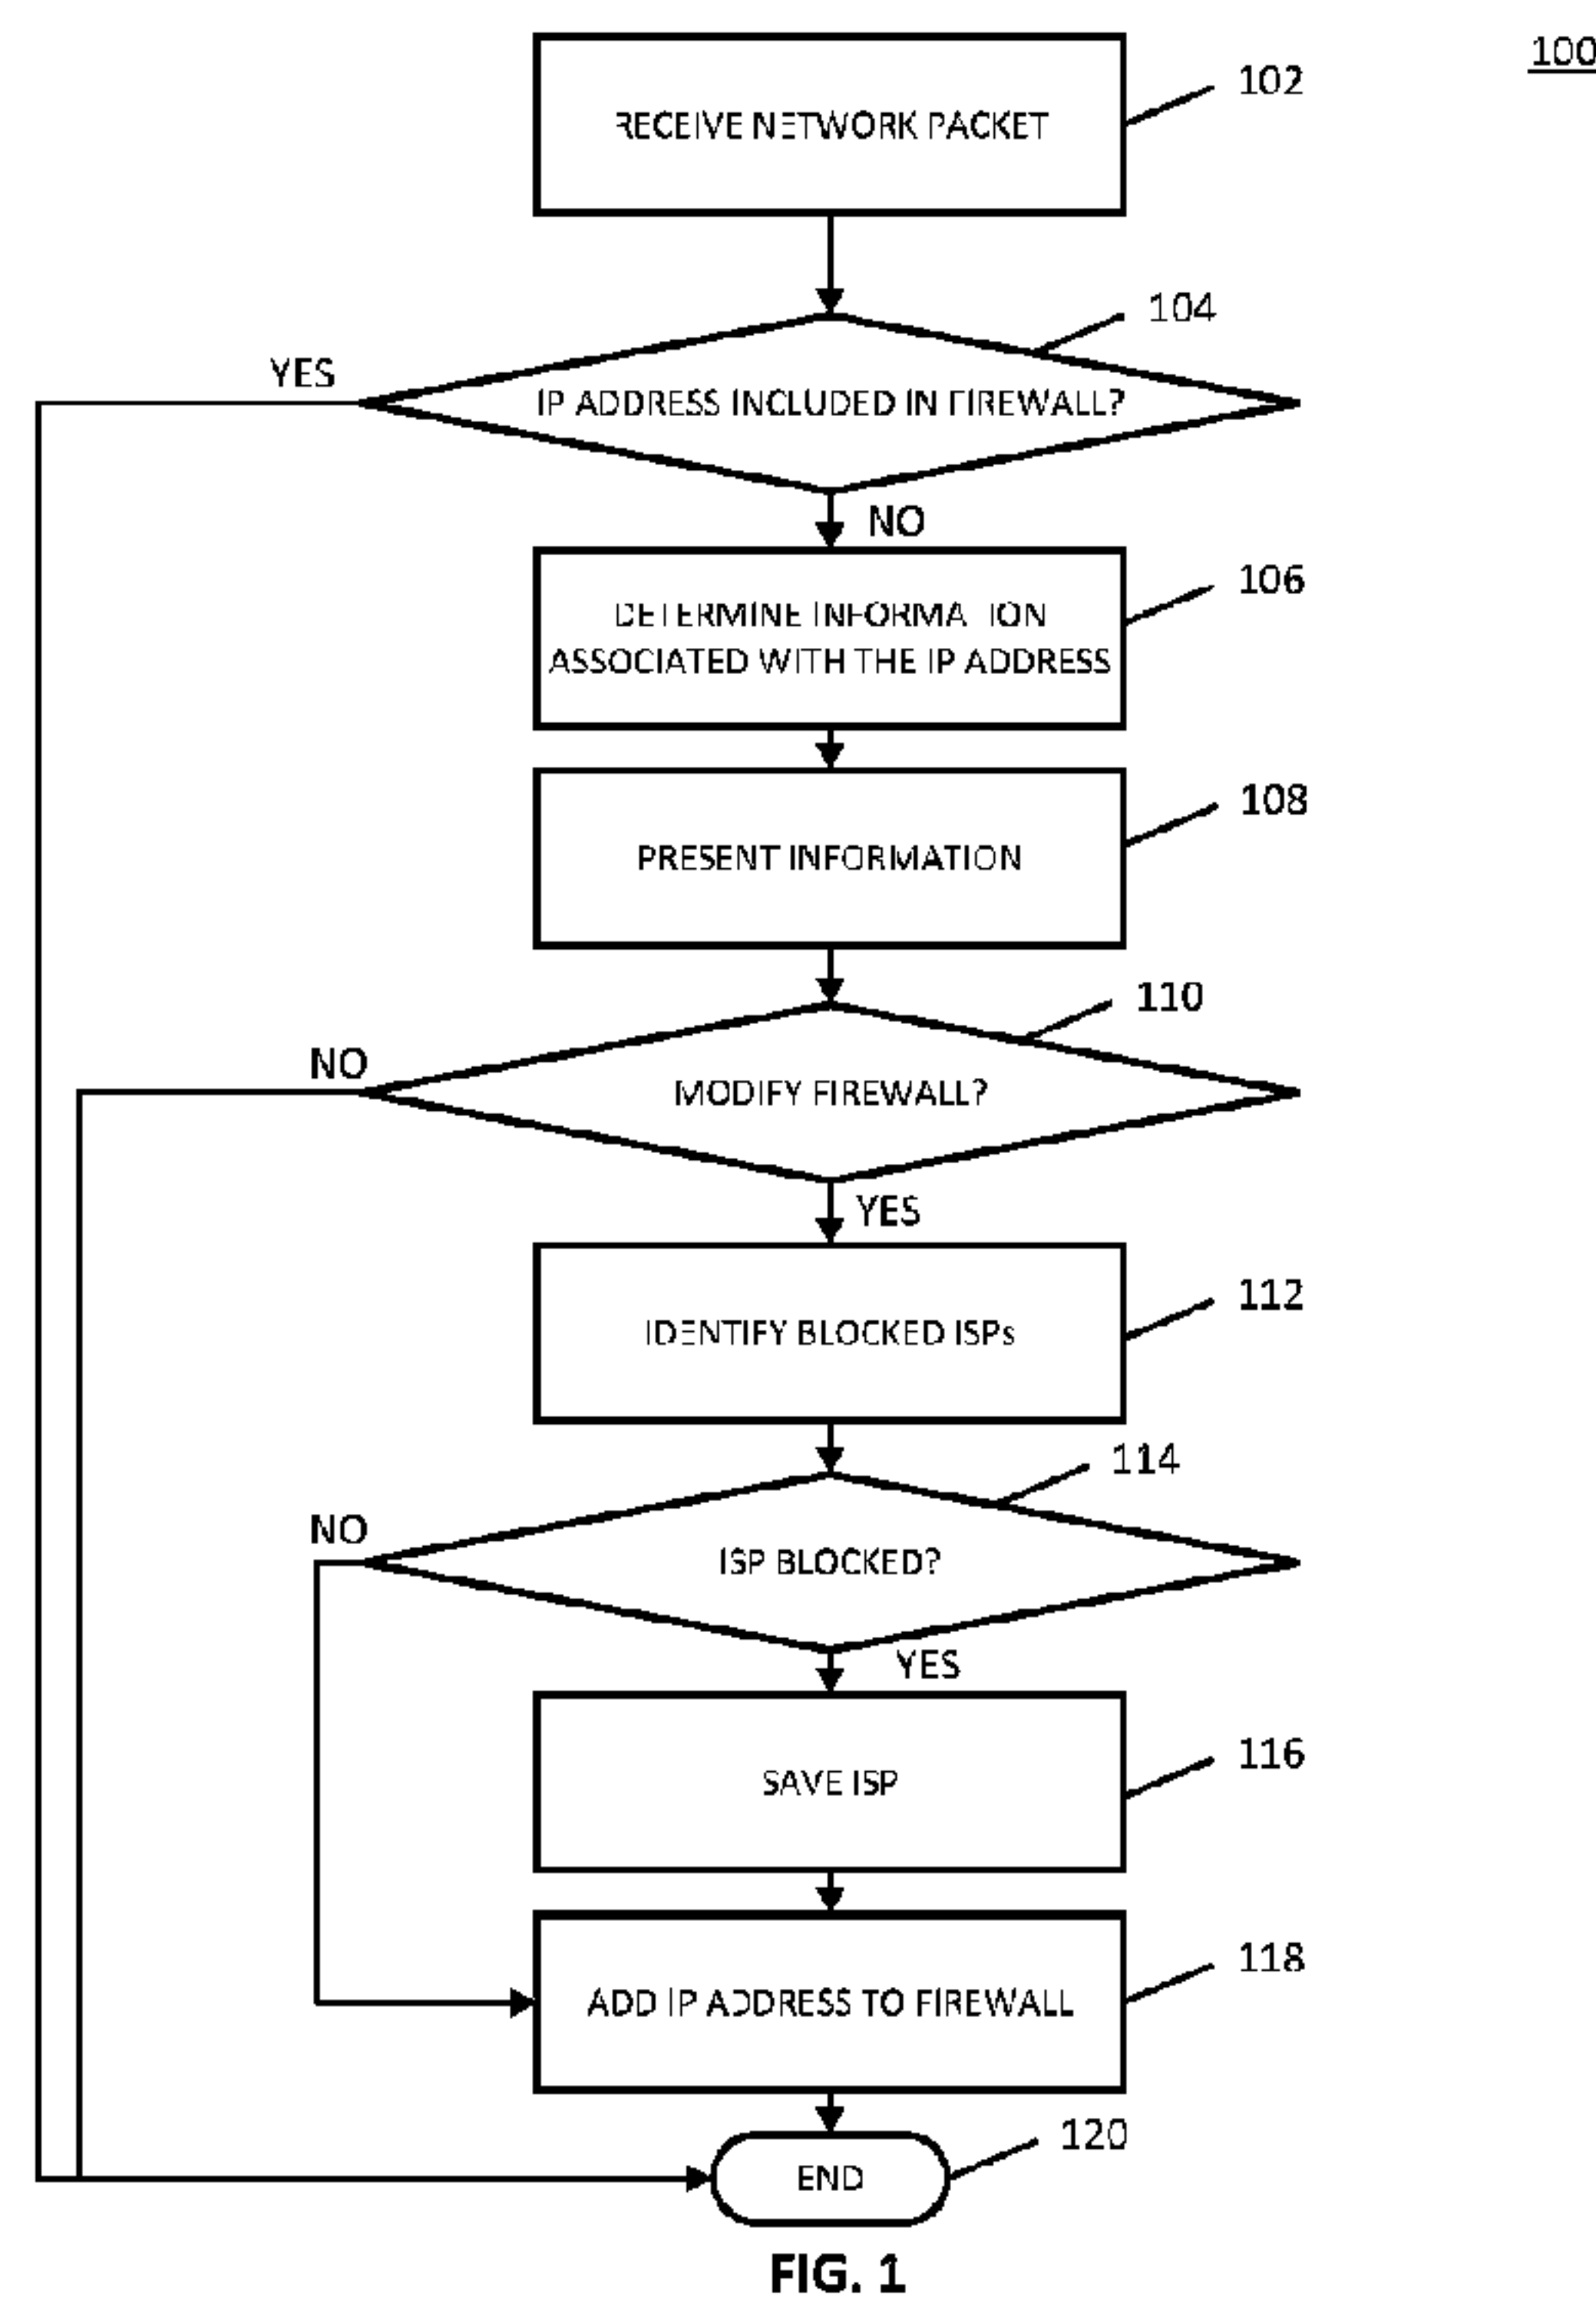 100
RECEIVE NETWORK PACKET
102
104
IP ADDRESS INCLUDED IN FIREWALL?
YES
NO
DETERMINE INFORMATION
ASSOCIATED WITH THE IP ADDRESS
106
PRESENT INFORMATION
108
110
MODIFY FIREWALL?
NO
YES
IDENTIFY BLOCKED ISPs
112
114
ISP BLOCKED?
NO
YES
SAVE ISP
116
ADD IP ADDRESS TO FIREWALL
118
END
120
FIG. 1